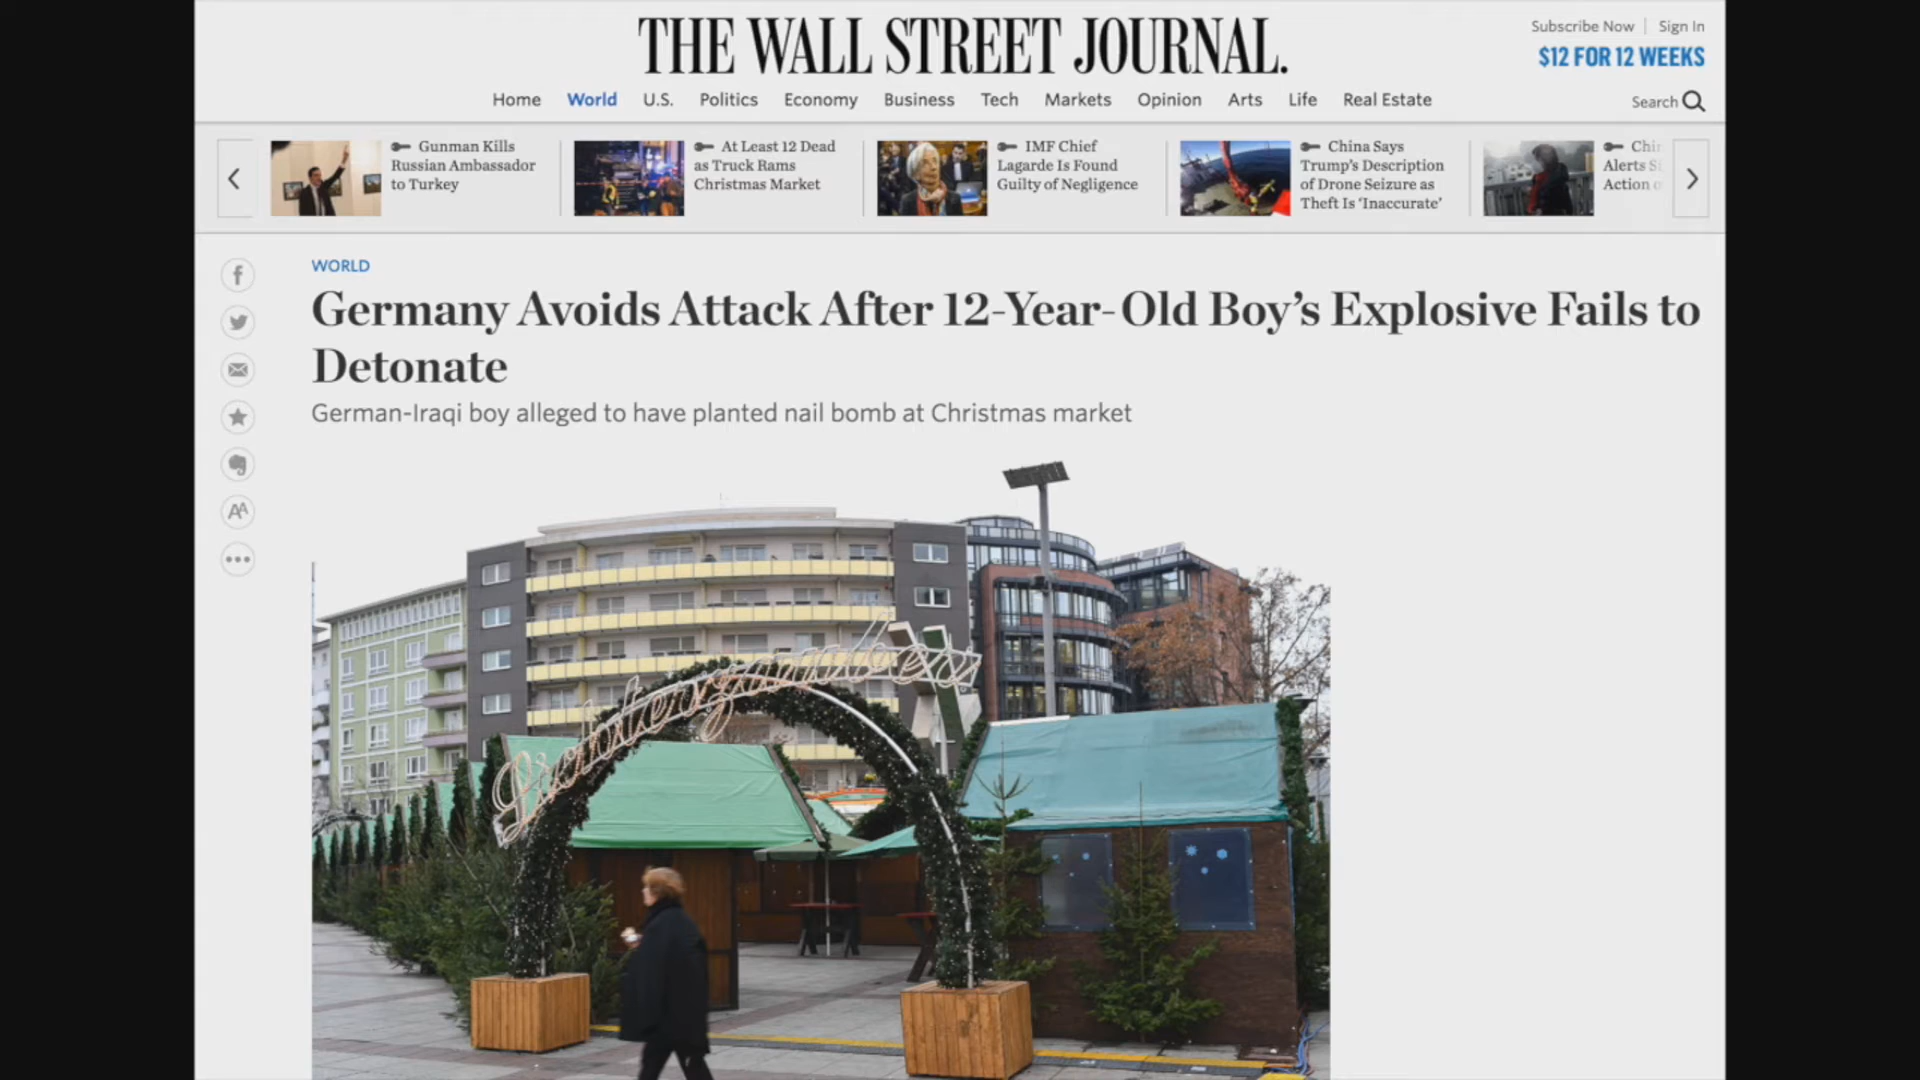 THE WALL STREET JOURNAL.
Subscribe Now | Sign In
$12 FOR 12 WEEKS
Home World U.S. Politics Economy Business Tech Markets Opinion Arts Life Real Estate
Search
Gunman Kills
Russian Ambassador
to Turkey
At Least 12 Dead
as Truck Rams
Christmas Market
IMF Chief
Lagarde Is Found
Guilty of Negligence
China Says
Trump’s Description
of Drone Seizure as
Theft Is ‘Inaccurate’
Alerts
Action
WORLD
Germany Avoids Attack After 12-Year-Old Boy’s Explosive Fails to
Detonate
German-Iraqi boy alleged to have planted nail bomb at Christmas market